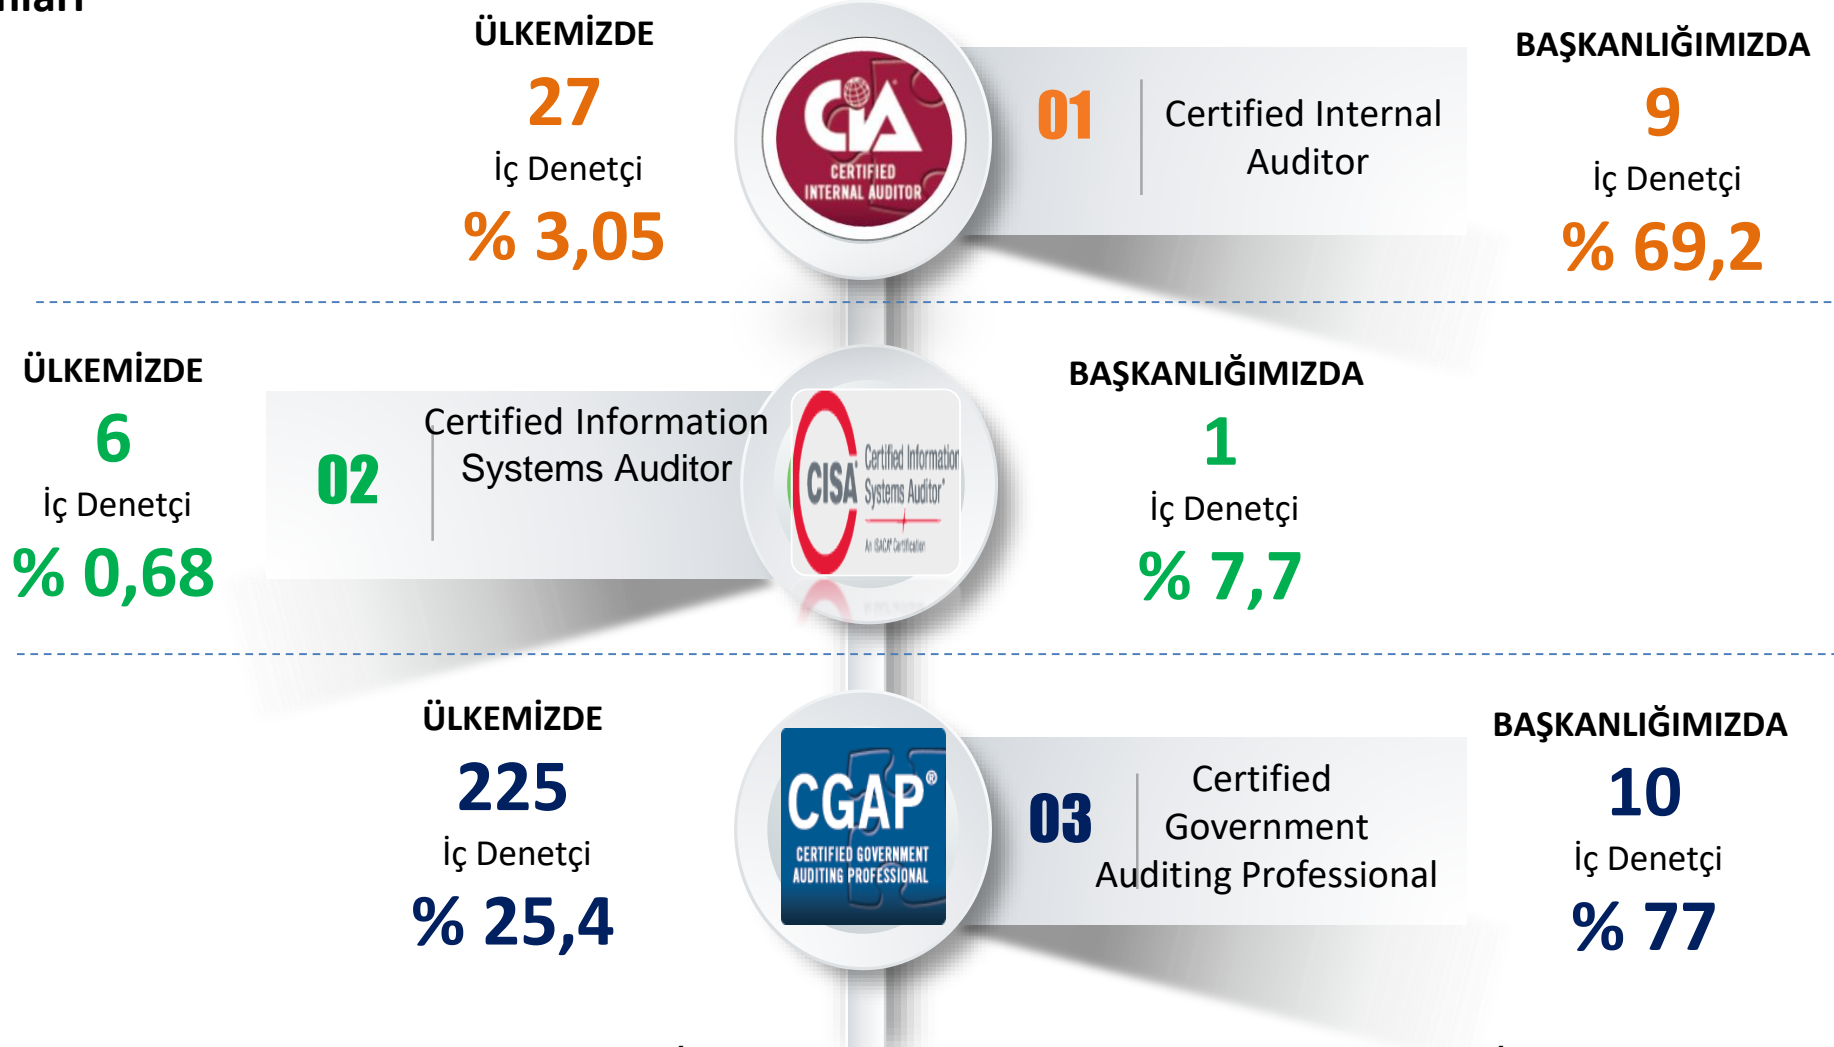 ÜLKEMİZDE
27
İç Denetçi
% 3,05
CiA
CERTIFIED
INTERNAL AUDITOR
01
Certified Internal
Auditor
BAŞKANLIĞIMIZDA
9
İç Denetçi
% 69,2
ÜLKEMİZDE
6
İç Denetçi
% 0,68
02
Certified Information
Systems Auditor
CISA®
Certified Information
Systems Auditor®
An ISACA® Certification
BAŞKANLIĞIMIZDA
1
İç Denetçi
% 7,7
ÜLKEMİZDE
225
İç Denetçi
% 25,4
CGAP®
CERTIFIED GOVERNMENT
AUDITING PROFESSIONAL
03
Certified
Government
Auditing Professional
BAŞKANLIĞIMIZDA
10
İç Denetçi
% 77